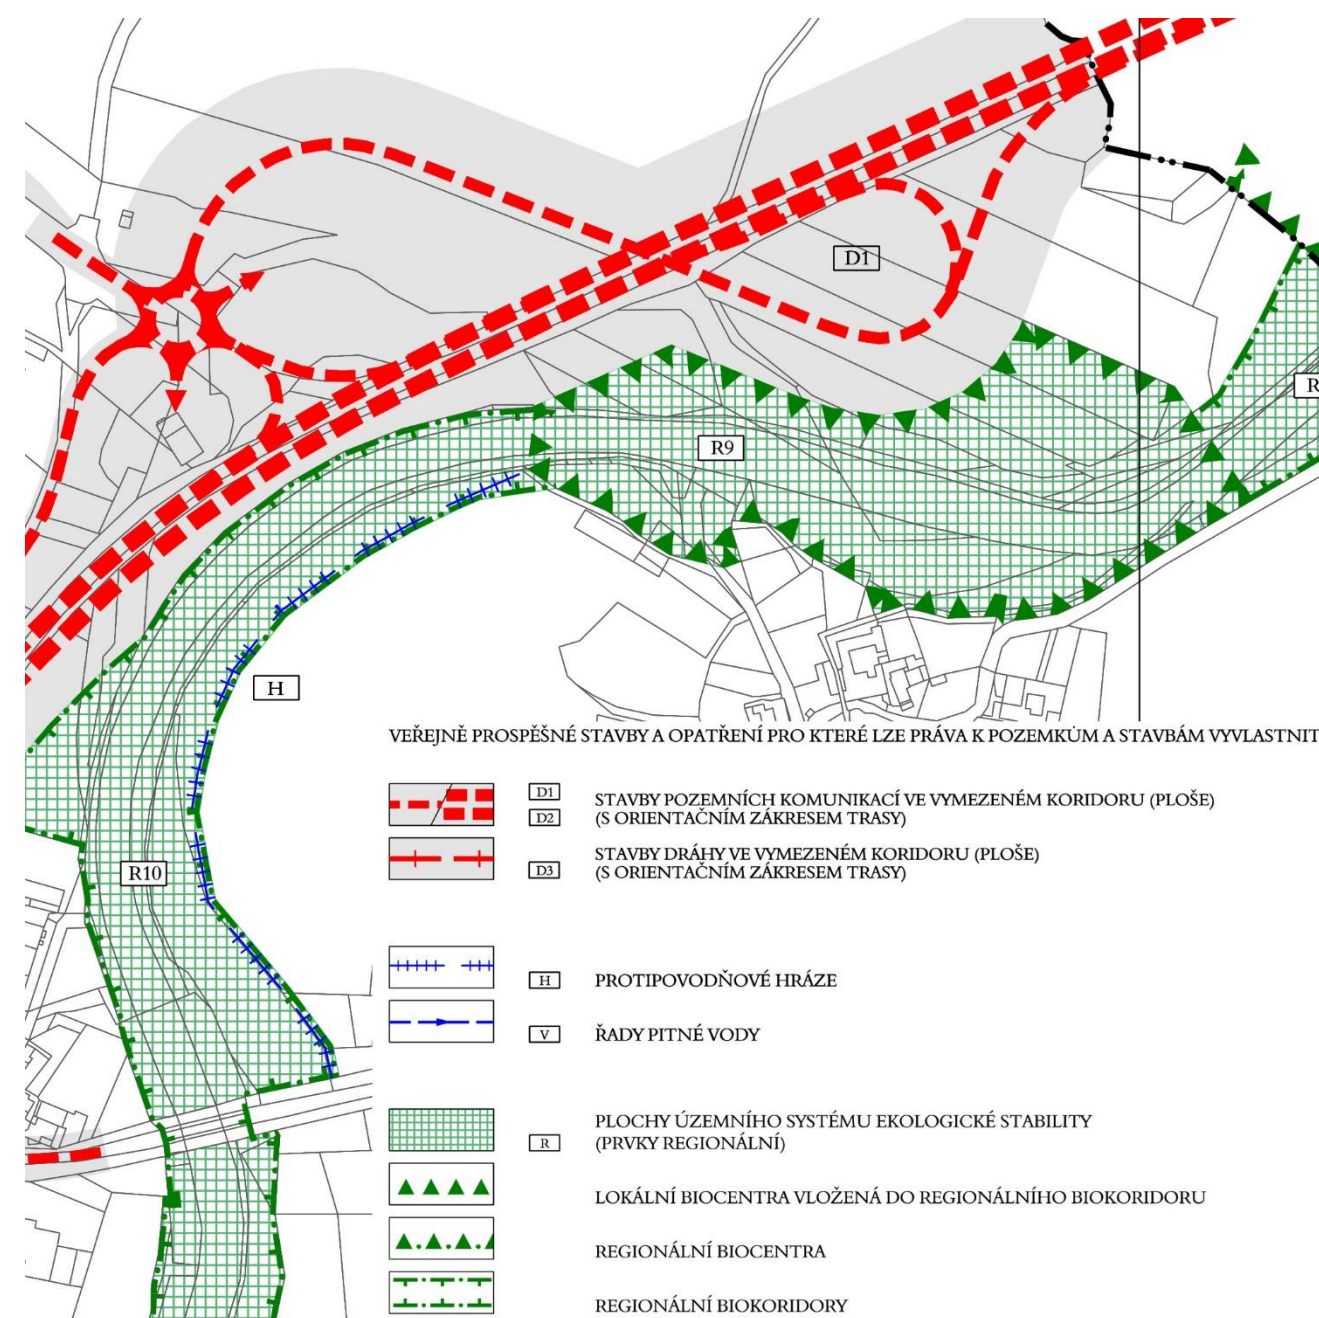 D1
R
R9
H
VEŘEJNĚ PROSPĚŠNÉ STAVBY A OPATŘENÍ PRO KTERÉ LZE PRÁVA K POZEMKŮM A STAVBÁM VYVLASTNIT
D1
STAVBY POZEMNÍCH KOMUNIKACÍ VE VYMEZENÉM KORIDORU (PLOŠE)
D2
(S ORIENTAČNÍM ZÁKRESEM TRASY)
STAVBY DRÁHY VE VYMEZENÉM KORIDORU (PLOŠE)
D3
(S ORIENTAČNÍM ZÁKRESEM TRASY)
R10
H
PROTIPOVODŇOVÉ HRÁZE
V
ŘADY PITNÉ VODY
PLOCHY ÚZEMNÍHO SYSTÉMU EKOLOGICKÉ STABILITY
R
(PRVKY REGIONÁLNÍ)
LOKÁLNÍ BIOCENTRA VLOŽENÁ DO REGIONÁLNÍHO BIOKORIDORU
REGIONÁLNÍ BIOCENTRA
REGIONÁLNÍ BIOKORIDORY